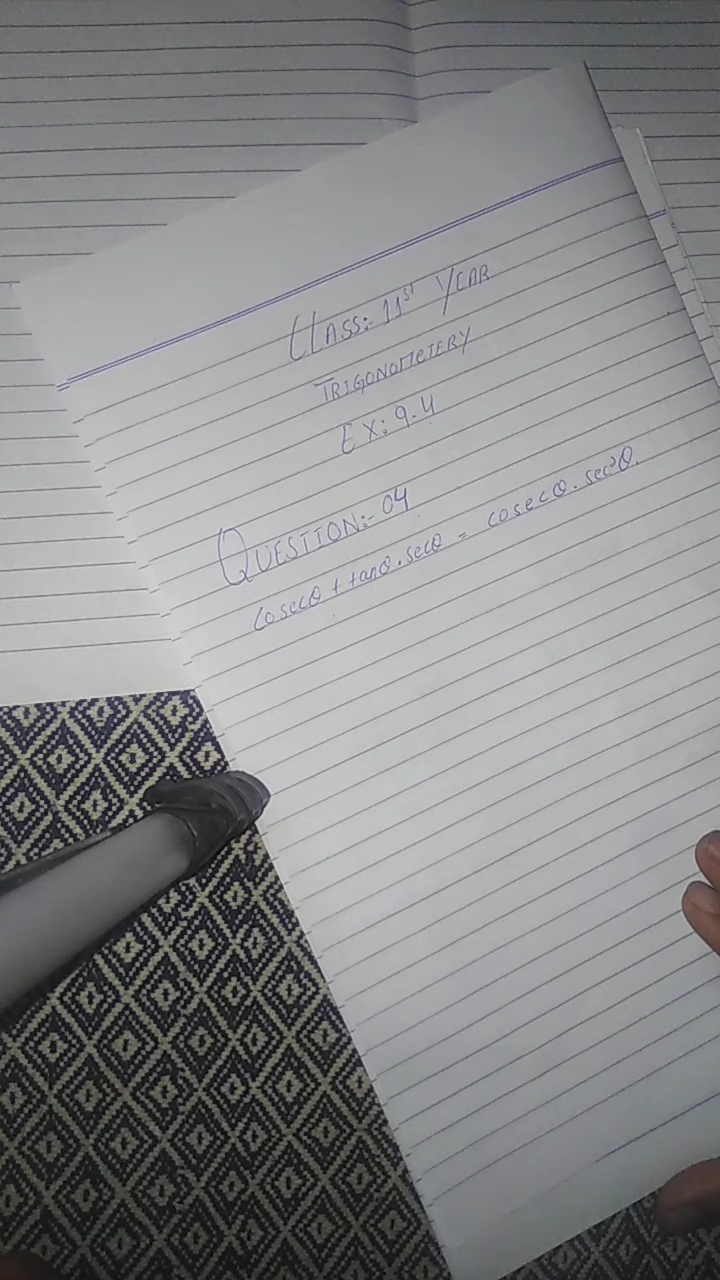 CLASS:- 11st YEAR
TRIGONOMETERY
EX: 9.4
QUESTION:- 04
cosecθ + tanθ.secθ = cosecθ.sec²θ.